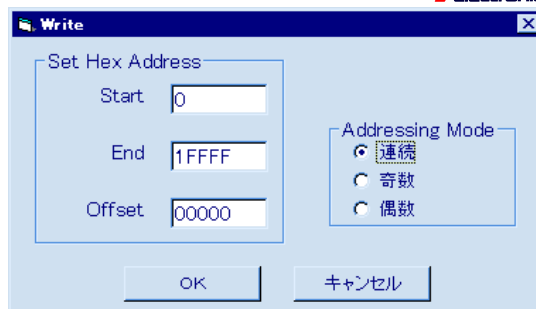 Write
Set Hex Address
Start 0
End 1FFFF
Offset 00000
Addressing Mode
連続
奇数
偶数
OK キャンセル